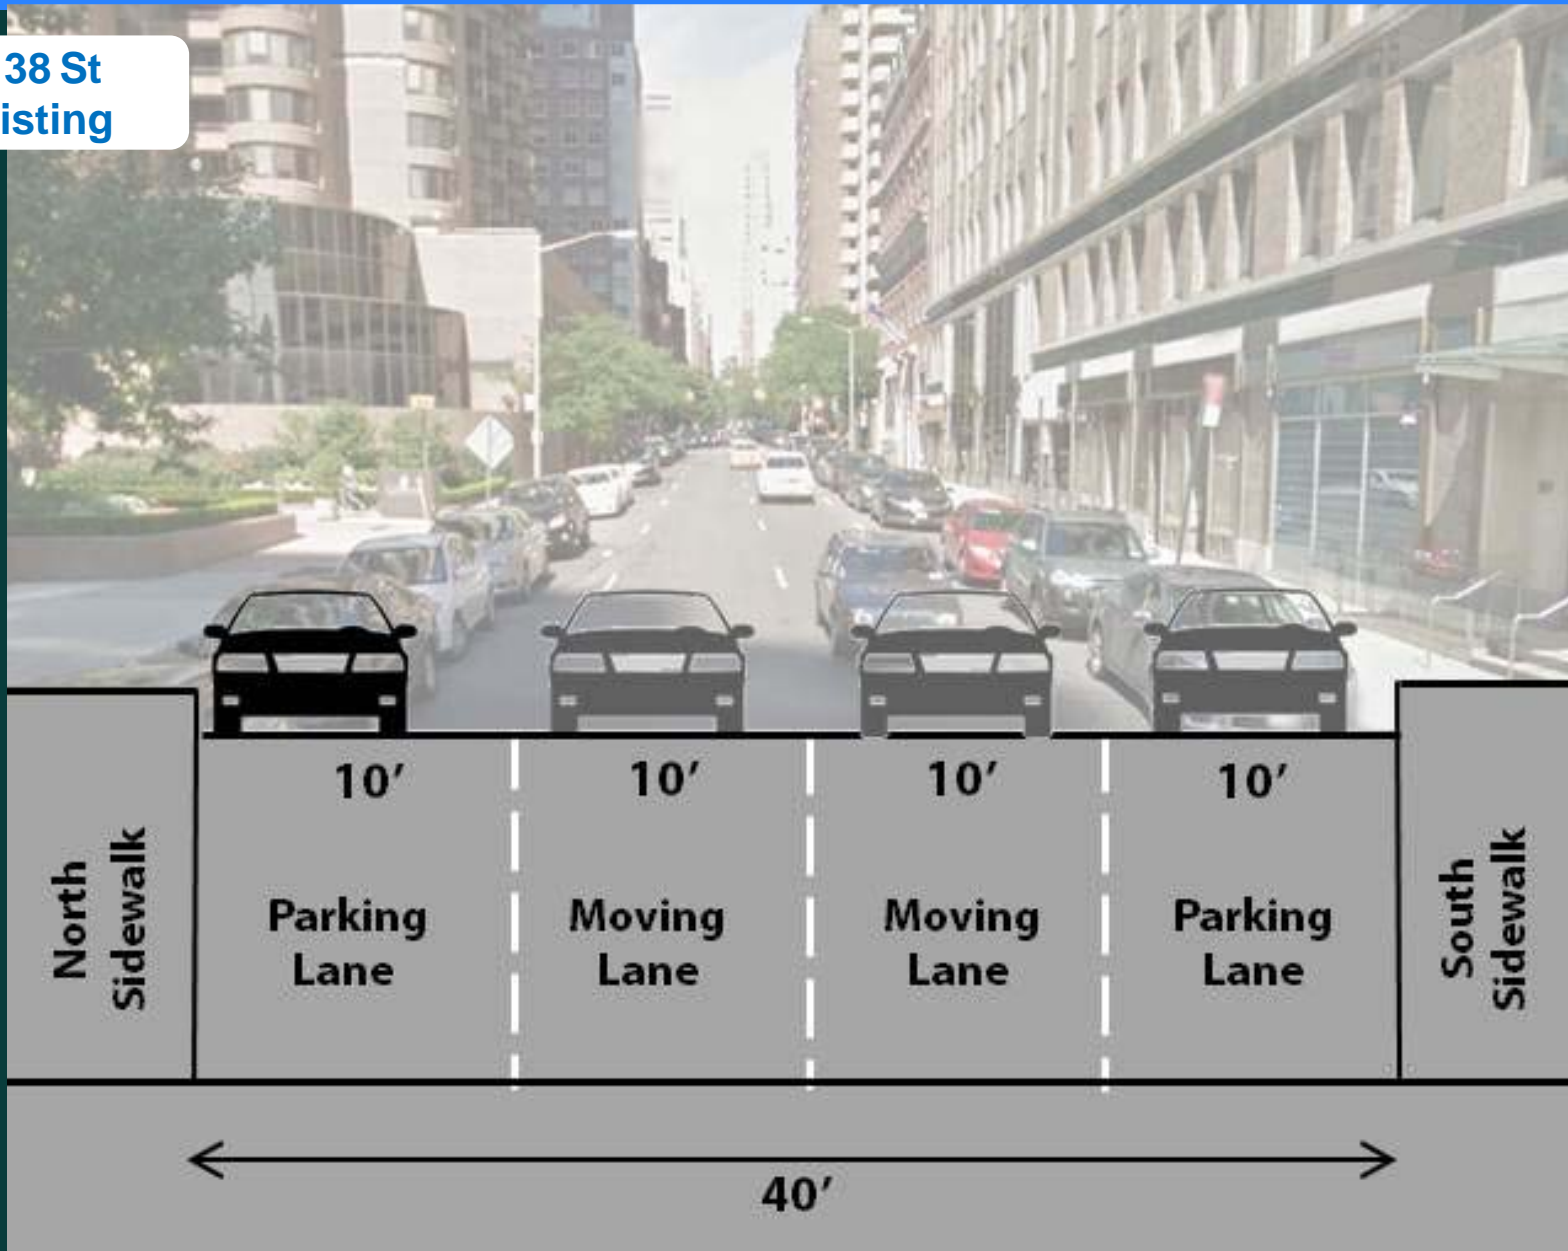 38 St
isting
10’
10’
10’
10’
North
Sidewalk
Parking
Lane
Moving
Lane
Moving
Lane
Parking
Lane
South
Sidewalk
40’